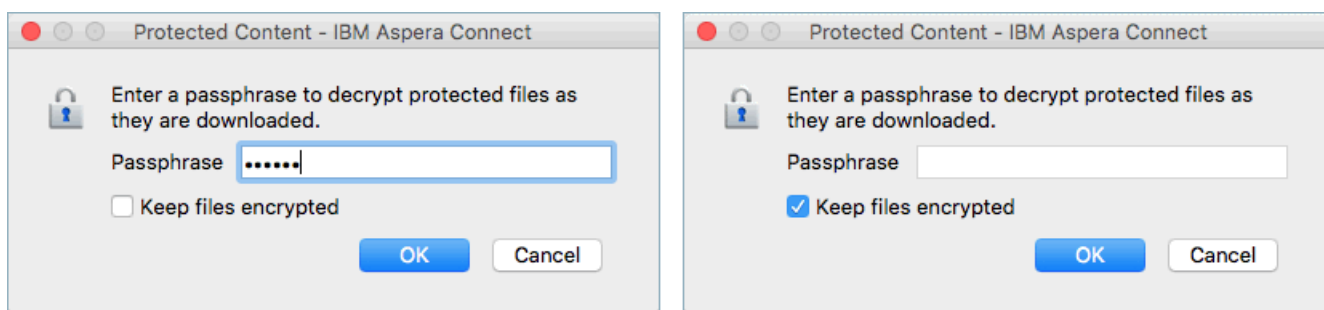 Protected Content - IBM Aspera Connect
Enter a passphrase to decrypt protected files as
they are downloaded.
Passphrase ••••••
Keep files encrypted
OK Cancel
Protected Content - IBM Aspera Connect
Enter a passphrase to decrypt protected files as
they are downloaded.
Passphrase
Keep files encrypted
OK Cancel